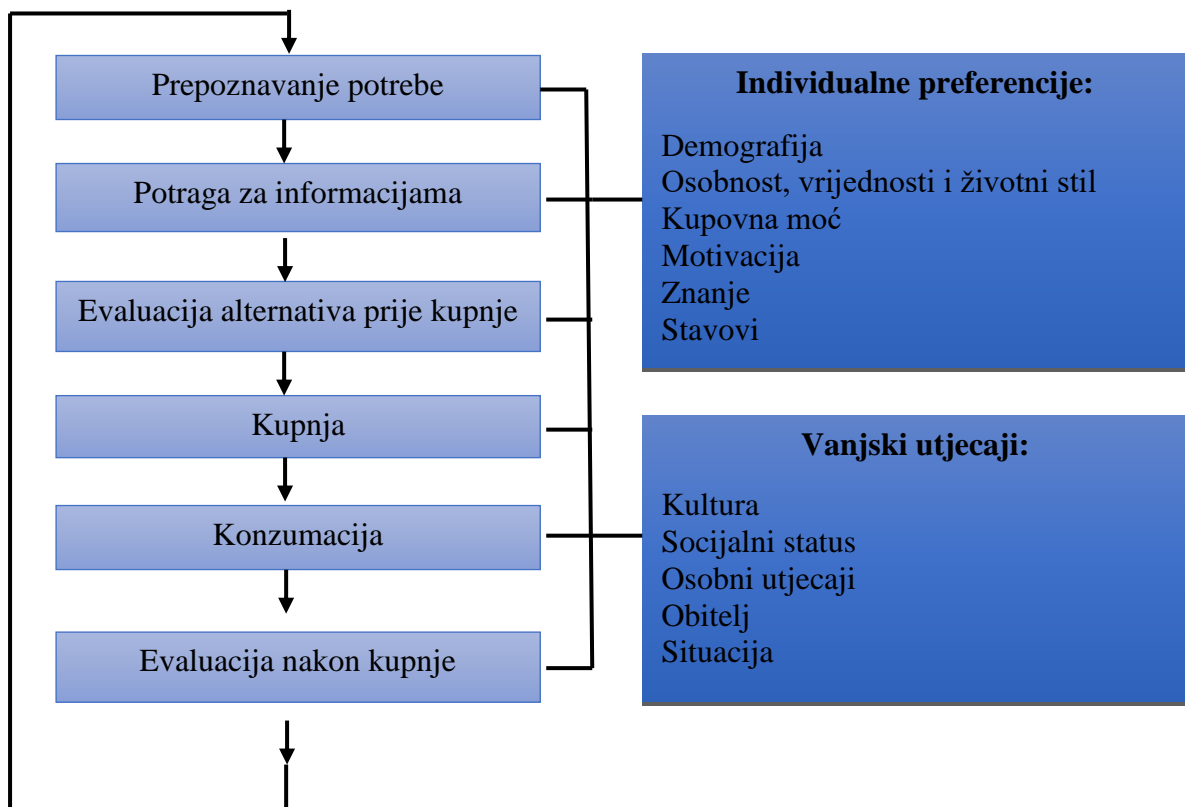 Prepoznavanje potrebe
Potraga za informacijama
Evaluacija alternativa prije kupnje
Kupnja
Konzumacija
Evaluacija nakon kupnje
Individualne preferencije:
Demografija
Osobnost, vrijednosti i životni stil
Kupovna moć
Motivacija
Znanje
Stavovi
Vanjski utjecaji:
Kultura
Socijalni status
Osobni utjecaji
Obitelj
Situacija